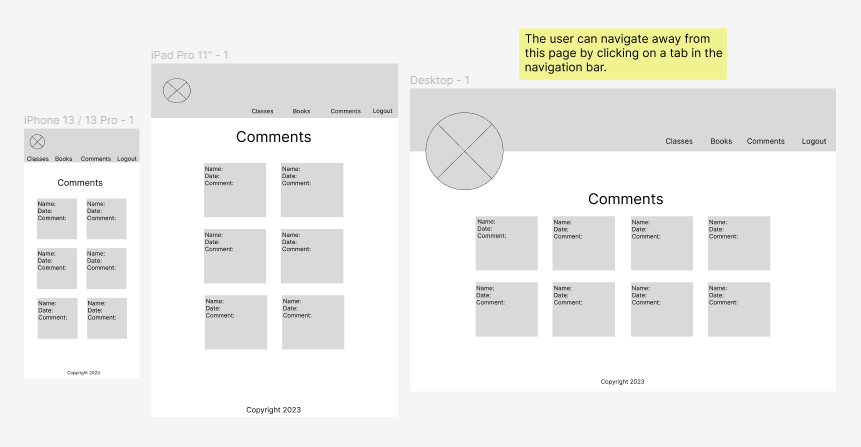 The user can navigate away from
this page by clicking on a tab in the
navigation bar.
iPhone 13 / 13 Pro - 1
Classes Books Comments Logout
Comments
Name:
Date:
Comment:
Name:
Date:
Comment:
Name:
Date:
Comment:
Name:
Date:
Comment:
Name:
Date:
Comment:
Name:
Date:
Comment:
Copyright 2023
iPad Pro 11" - 1
Classes Books Comments Logout
Comments
Name:
Date:
Comment:
Name:
Date:
Comment:
Name:
Date:
Comment:
Name:
Date:
Comment:
Name:
Date:
Comment:
Name:
Date:
Comment:
Copyright 2023
Desktop - 1
Classes Books Comments Logout
Comments
Name:
Date:
Comment:
Name:
Date:
Comment:
Name:
Date:
Comment:
Name:
Date:
Comment:
Name:
Date:
Comment:
Name:
Date:
Comment:
Name:
Date:
Comment:
Name:
Date:
Comment:
Copyright 2023